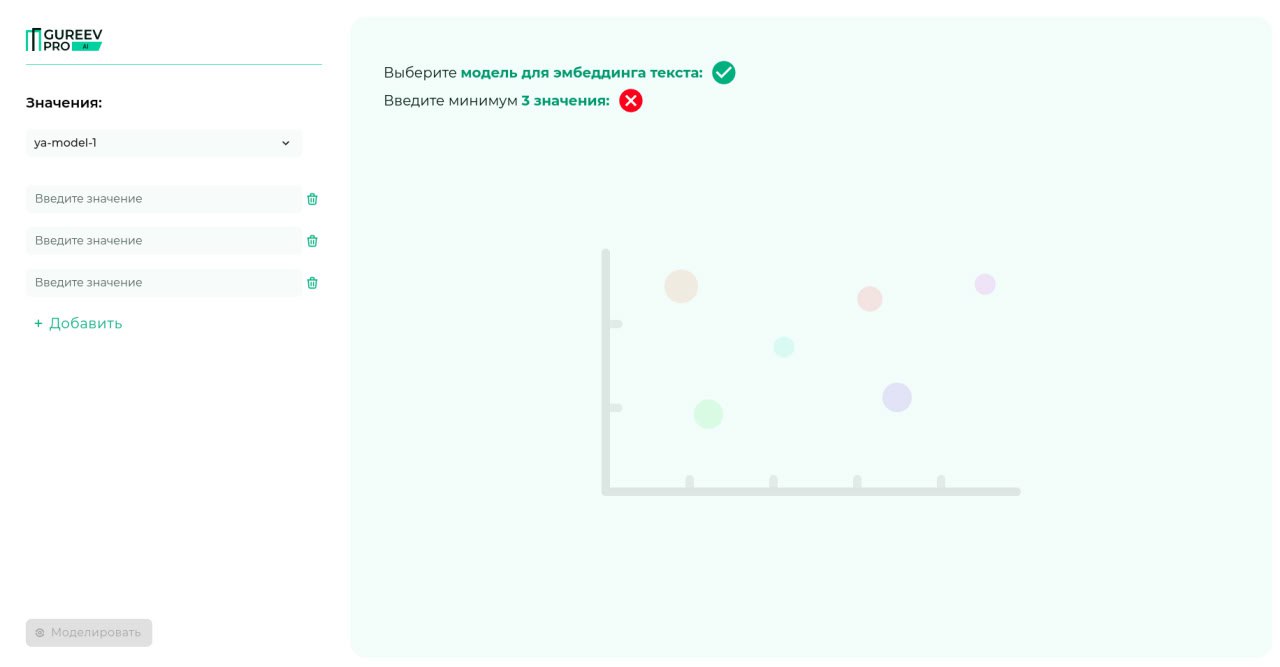 GUREEV
PRO AI
Значения:
ya-model-1
Введите значение
Введите значение
Введите значение
+ Добавить
Моделировать
Выберите модель для эмбеддинга текста:
Введите минимум 3 значения: